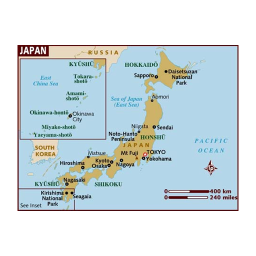 JAPAN
RUSSIA
KYŪSHŪ
HOKKAIDŌ
Tokara-
shotō
Sapporo
Daisetsuzan
National
Park
East
China Sea
Amami-
shotō
Sea of Japan
(East Sea)
Aomori
Okinawa-hontō
Okinawa
City
Miyako-shotō
Yaeyama-shotō
Niigata
Sendai
Noto-Hantō
Peninsula
HONSHŪ
PACIFIC
OCEAN
SOUTH
KOREA
JAPAN
Matsue
Mt Fuji
TOKYO
Yokohama
Kyoto
Hiroshima
Osaka
Nagoya
Nagasaki
KYŪSHŪ
SHIKOKU
Kirishima
National
Park
Seagaia
See Inset
0
400 km
0
240 miles